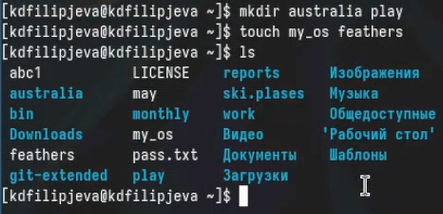 [kdfilipjeva@kdfilipjeva ~]$ mkdir australia play
[kdfilipjeva@kdfilipjeva ~]$ touch my_os feathers
[kdfilipjeva@kdfilipjeva ~]$ ls
abc1 LICENSE reports Изображения
australia may ski.plases Музыка
bin monthly work Общедоступные
Downloads my_os Видео 'Рабочий стол'
feathers pass.txt Документы Шаблоны
git-extended play Загрузки
[kdfilipjeva@kdfilipjeva ~]$